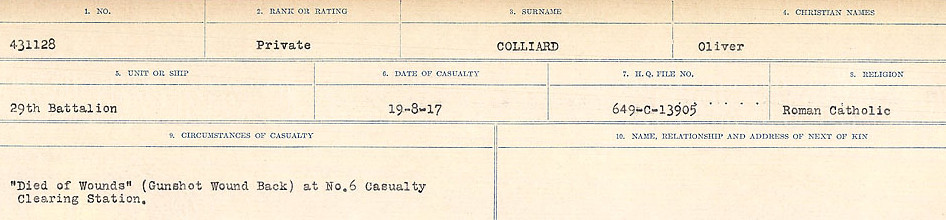 1. NO. 2. RANK OR RATING 3. SURNAME 4. CHRISTIAN NAMES
431128 Private COLLIARD Oliver
5. UNIT OR SHIP 6. DATE OF CASUALTY 7. H.Q. FILE NO. 8. RELIGION
29th Battalion 19-8-17 649-C-13905 Roman Catholic
9. CIRCUMSTANCES OF CASUALTY 10. NAME, RELATIONSHIP AND ADDRESS OF NEXT OF KIN
"Died of Wounds" (Gunshot Wound Back) at No.6 Casualty
Clearing Station.